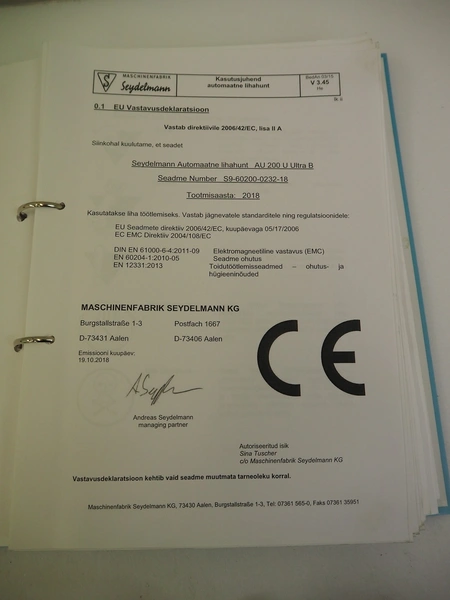 MASCHINENFABRIK
Seydelmann
Kasutusjuhend
automaatne lihahunt
V 3.45
He
0.1 EU Vastavusdeklaratsioon
Vastab direktiivile 2006/42/EC, lisa II A
Siinkohal kuulutame, et seadet
Seydelmann Automaatne lihahunt AU 200 U Ultra B
Seadme Number S9-60200-0232-18
Tootmisaasta: 2018
Kasutatakse liha töötlemiseks. Vastab järgnevatele standarditele ning regulatsioonidele:
EU Seadmete direktiiv 2006/42/EC, kuupäevaga 05/17/2006
EC EMC Direktiiv 2004/108/EC
DIN EN 61000-6-4:2011-09 Elektromagneetiline vastavus (EMC)
EN 60204-1:2010-05 Seadme ohutus
EN 12331:2013 Toidutöötlemisseadmed – ohutus- ja
hügieeninõuded
MASCHINENFABRIK SEYDELMANN KG
Burgstallstraße 1-3 Postfach 1667
D-73431 Aalen D-73406 Aalen
Emissiooni kuupäev:
19.10.2018
CE
Andreas Seydelmann
managing partner
Autoriseeritud isik
Sina Tuscher
c/o Maschinenfabrik Seydelmann KG
Vastavusdeklaratsioon kehtib vaid seadme muutmata tarneoleku korral.
Maschinenfabrik Seydelmann KG, 73430 Aalen, Burgstallstraße 1-3, Tel: 07361 565-0, Faks 07361 35951